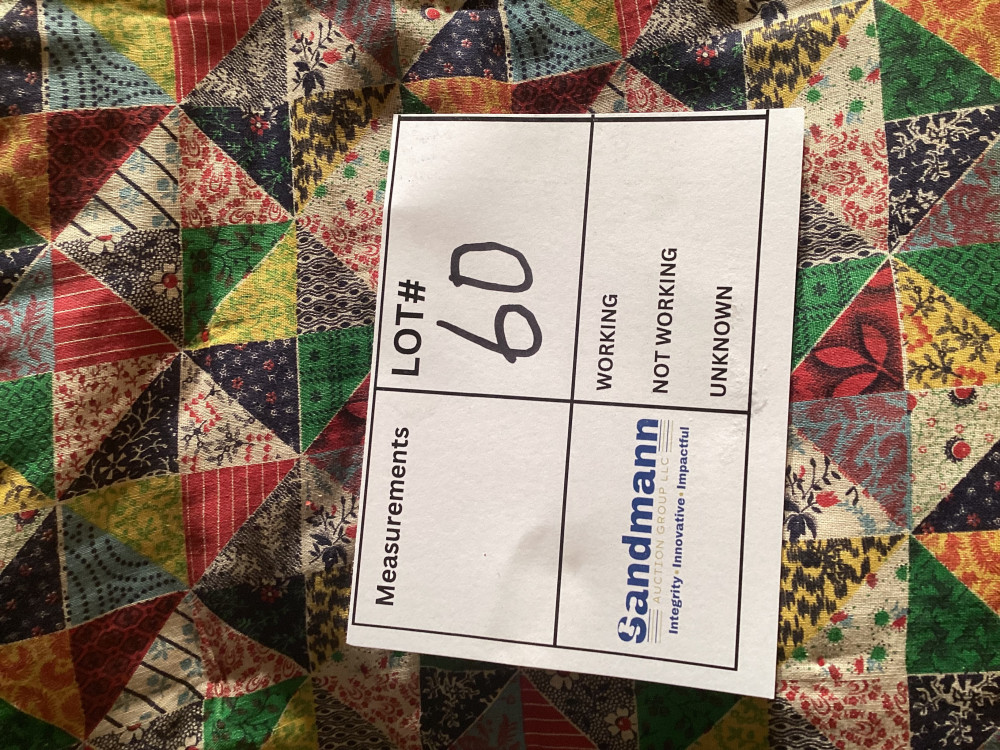 Measurements
LOT#
60
Sandmann
AUCTION GROUP LLC
Integrity • Innovative • Impactful
WORKING
NOT WORKING
UNKNOWN